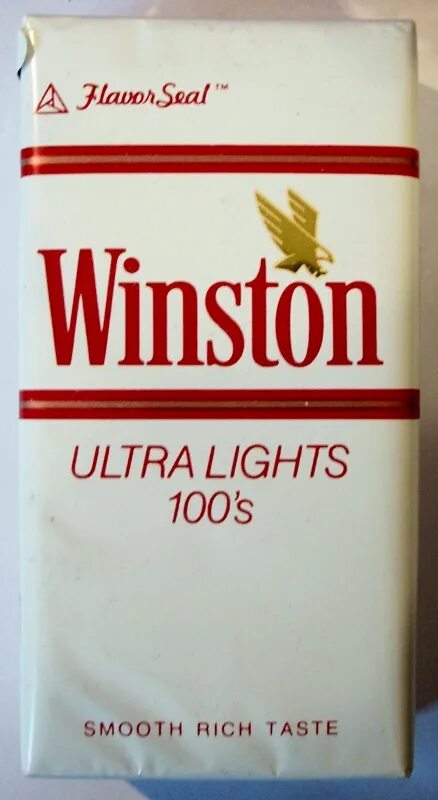 FlavorSeal™
Winston
ULTRA LIGHTS
100's
SMOOTH RICH TASTE